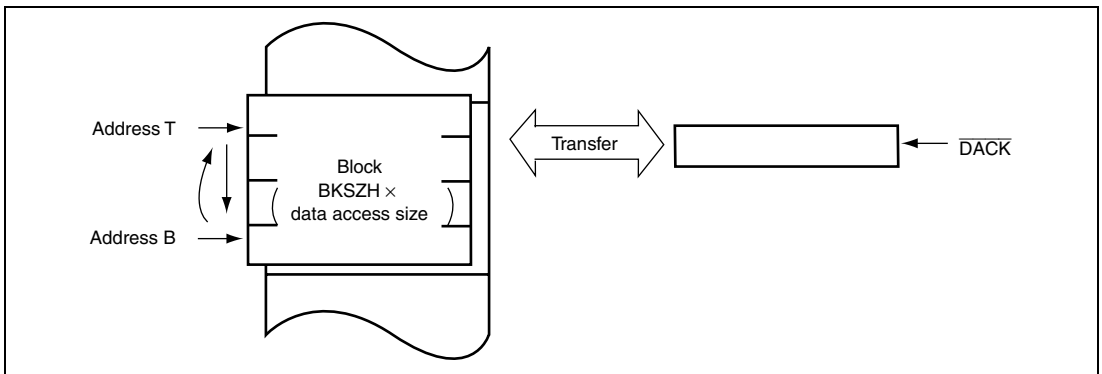 Address T
Address B
Block
BKSZH ×
data access size
Transfer
DACK